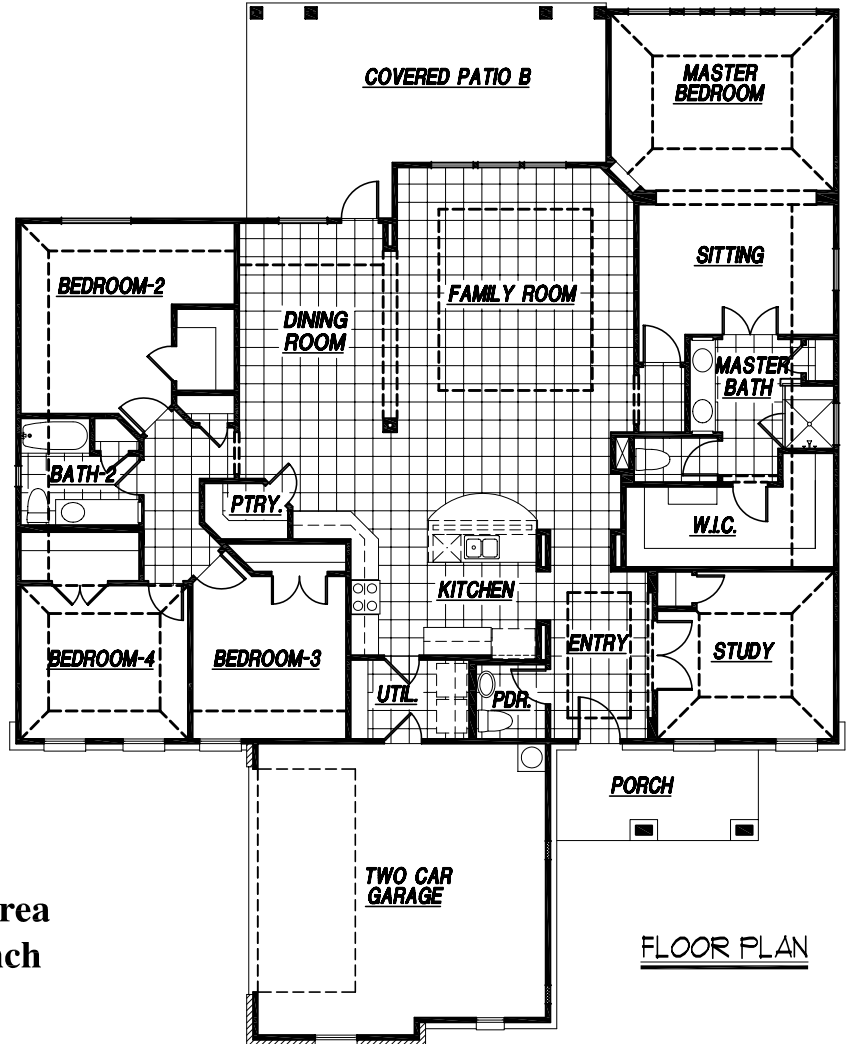 COVERED PATIO B
MASTER
BEDROOM
SITTING
BEDROOM-2
FAMILY ROOM
DINING
ROOM
MASTER
BATH
BATH-2
PTRY.
W.I.C.
KITCHEN
ENTRY
STUDY
BEDROOM-4
BEDROOM-3
UTIL.
PDR.
PORCH
TWO CAR
GARAGE
rea
nch
FLOOR PLAN